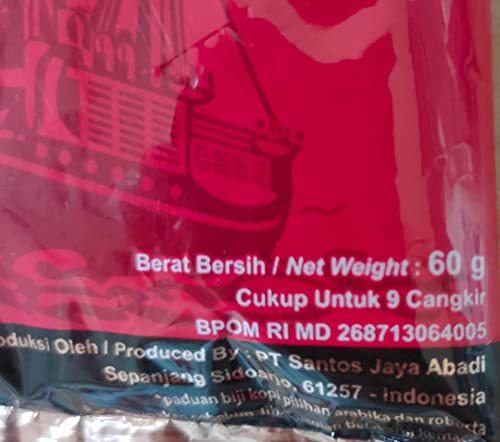 Berat Bersih / Net Weight : 60 g
Cukup Untuk 9 Cangkir
BPOM RI MD 268713064005
oduksi Oleh / Produced By : PT Santos Jaya Abadi
Sepanjang Sidoarjo, 61257 - Indonesia
*paduan biji kopi pilihan arabika dan robusta